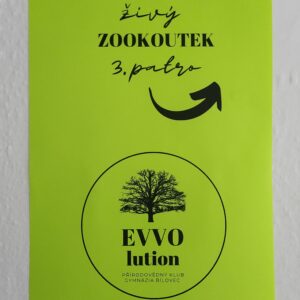 živý
ZOOKOUTEK
3. patro
EVVO
lution
PŘÍRODOVĚDNÝ KLUB
GYMNÁZIA BÍLOVEC